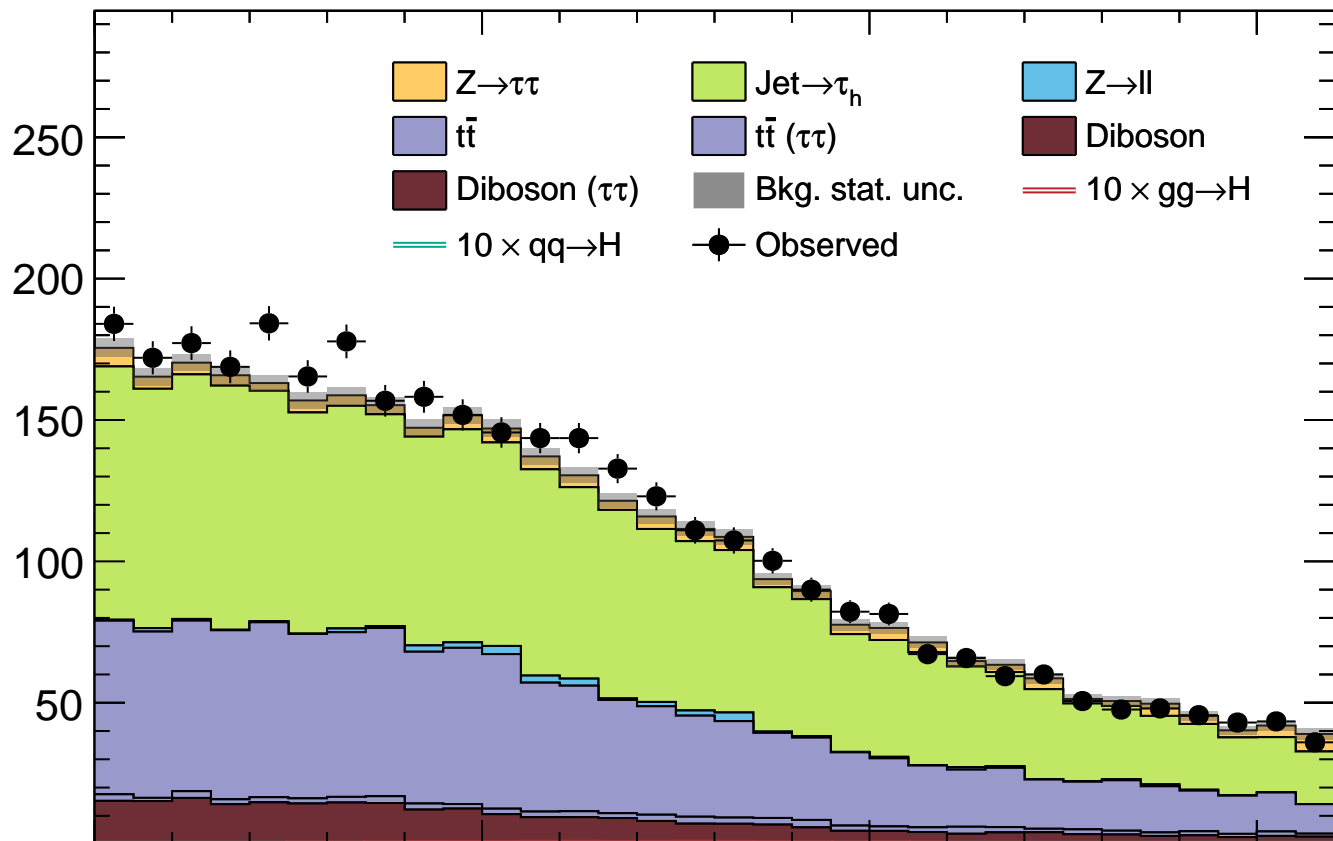 Z→ττ Jet→τh Z→ll
tt̄ tt̄ (ττ) Diboson
Diboson (ττ) Bkg. stat. unc. 10 × gg→H
10 × qq→H Observed
250
200
150
100
50